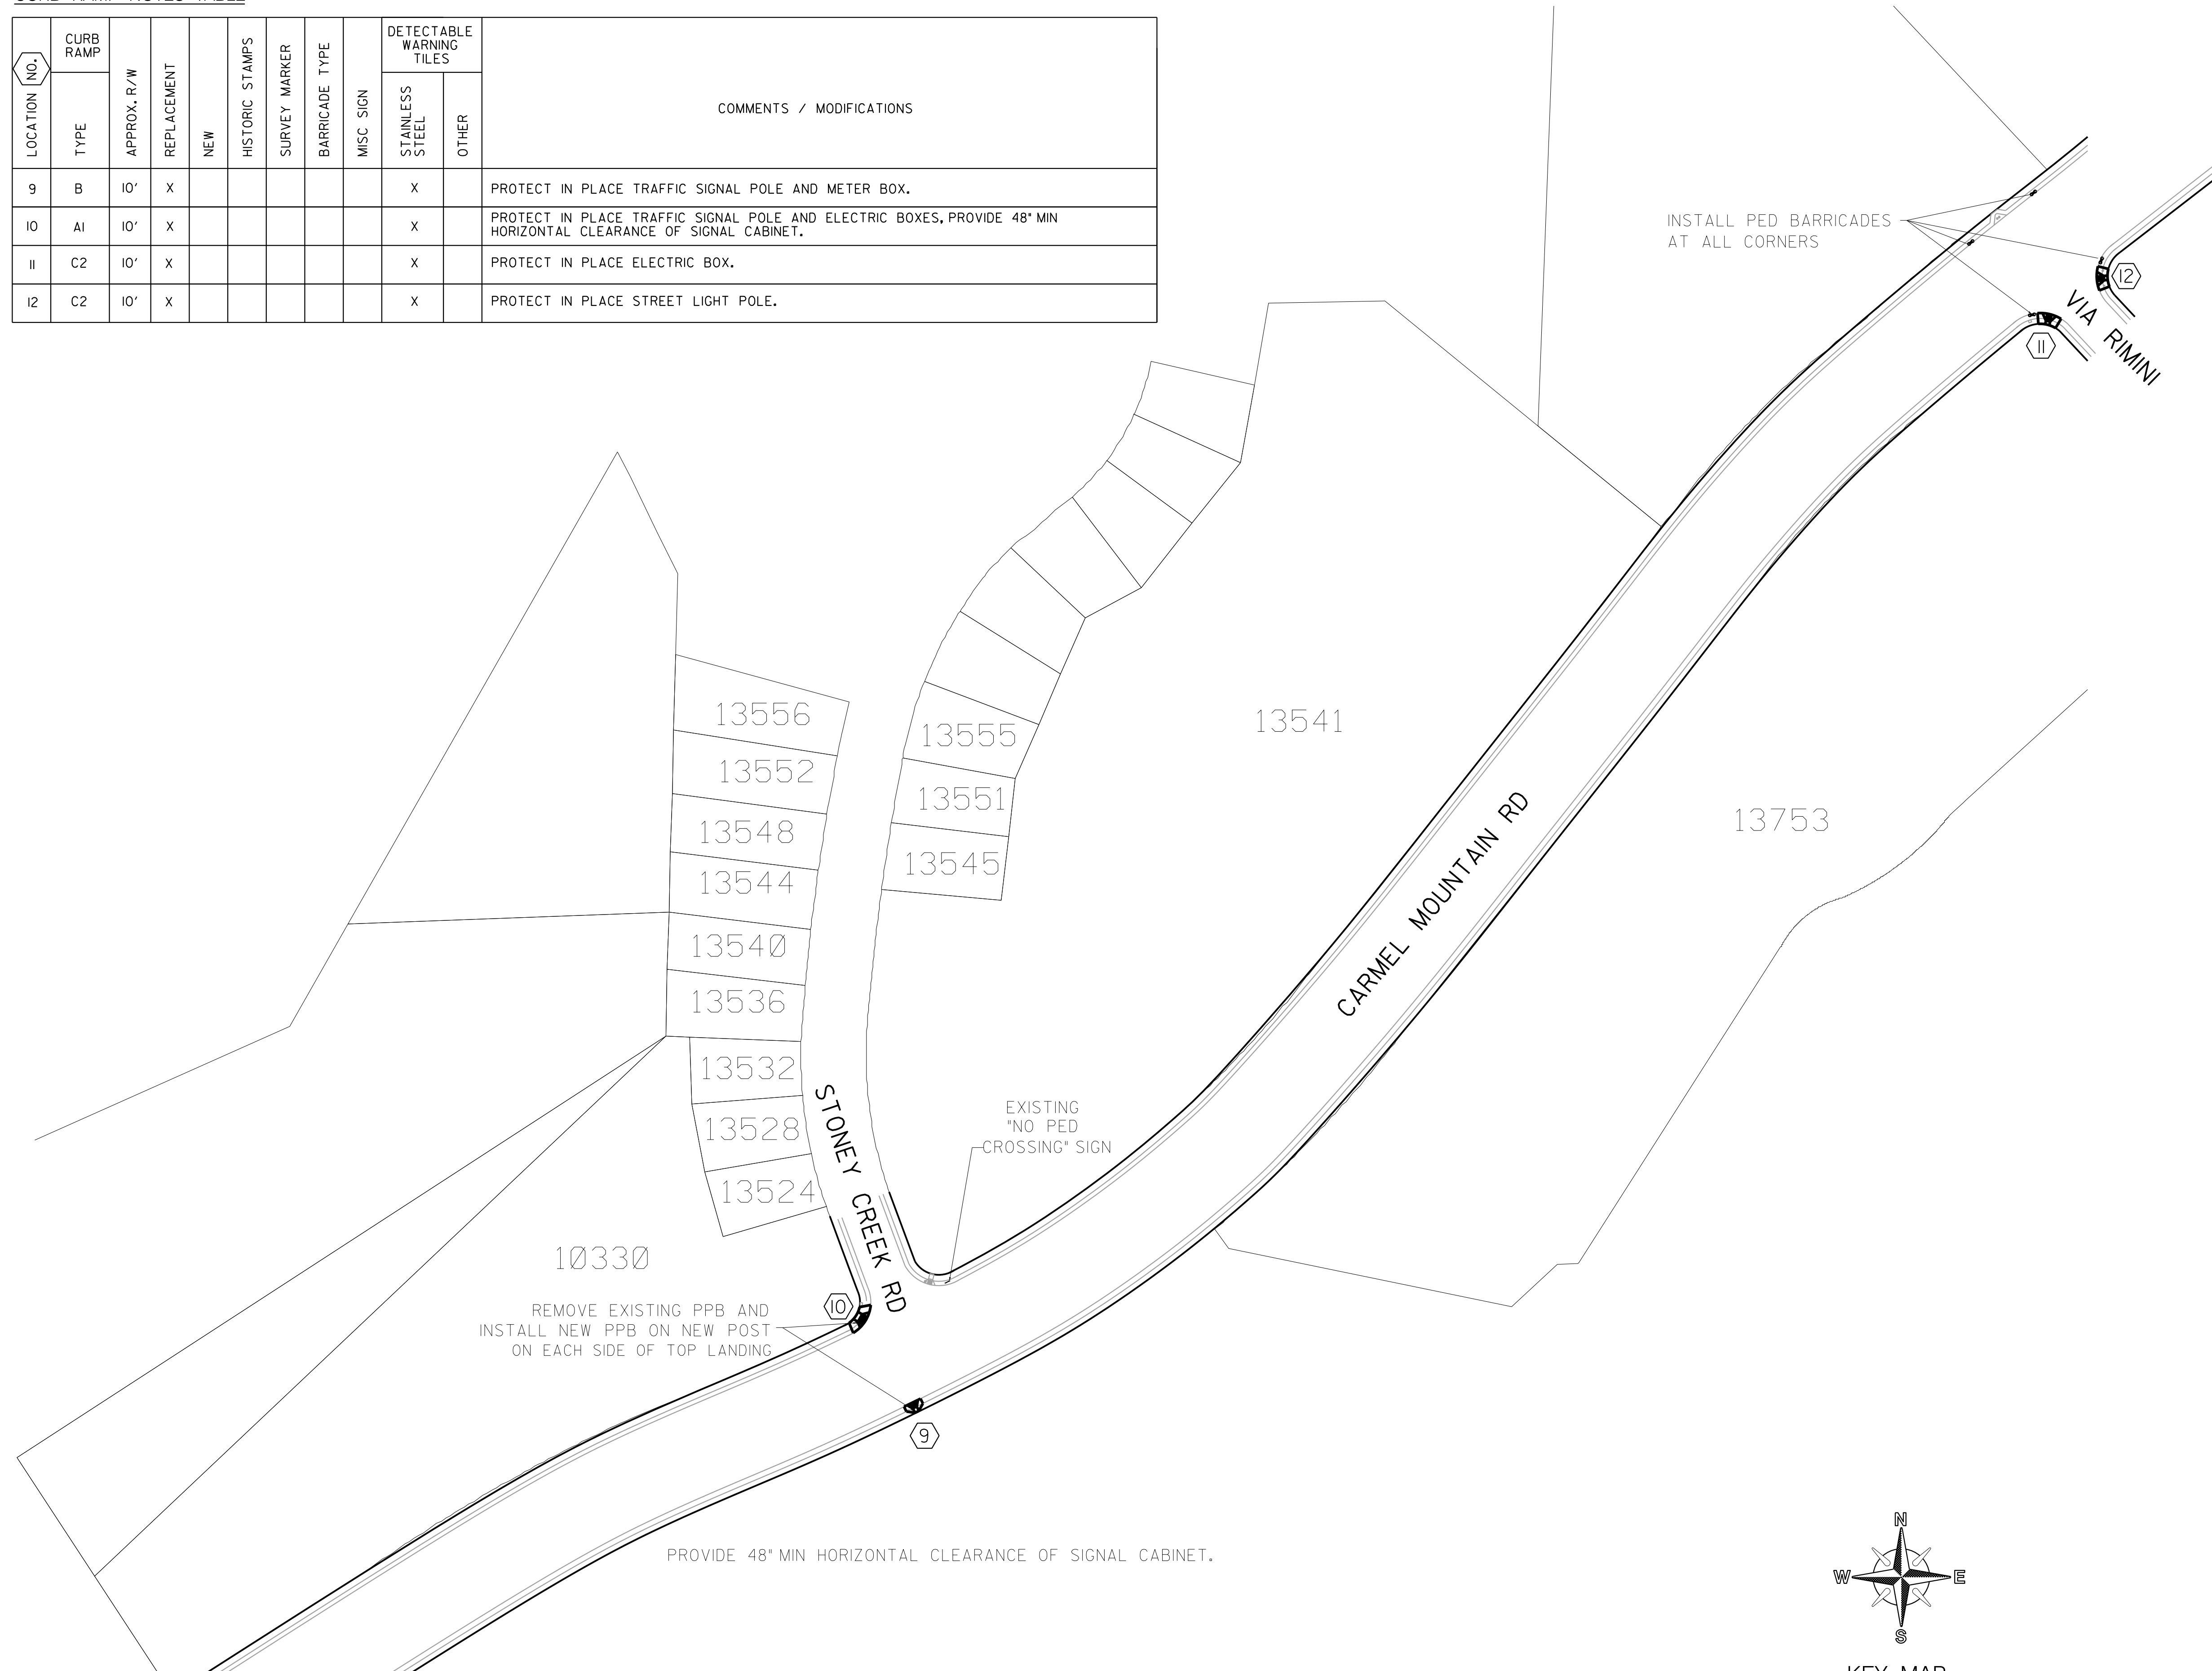 CURB RAMP NOTES TABLE
LOCATION NO.
CURB RAMP
TYPE
APPROX. R/W
REPLACEMENT
NEW
HISTORIC STAMPS
SURVEY MARKER
BARRICADE TYPE
MISC SIGN
DETECTABLE
WARNING
TILES
STAINLESS
STEEL
OTHER
COMMENTS / MODIFICATIONS
9 B 10' X X PROTECT IN PLACE TRAFFIC SIGNAL POLE AND METER BOX.
10 A1 10' X X PROTECT IN PLACE TRAFFIC SIGNAL POLE AND ELECTRIC BOXES, PROVIDE 48" MIN
HORIZONTAL CLEARANCE OF SIGNAL CABINET.
11 C2 10' X X PROTECT IN PLACE ELECTRIC BOX.
12 C2 10' X X PROTECT IN PLACE STREET LIGHT POLE.
INSTALL PED BARRICADES
AT ALL CORNERS
12
VIA RIMINI
11
13556
13552
13548
13544
13540
13536
13532
13528
13524
13555
13551
13545
13541
13753
CARMEL MOUNTAIN RD
STONEY CREEK RD
EXISTING
"NO PED
CROSSING" SIGN
10330
REMOVE EXISTING PPB AND
INSTALL NEW PPB ON NEW POST
ON EACH SIDE OF TOP LANDING
10
9
PROVIDE 48" MIN HORIZONTAL CLEARANCE OF SIGNAL CABINET.
N
W
E
S
KEY MAP